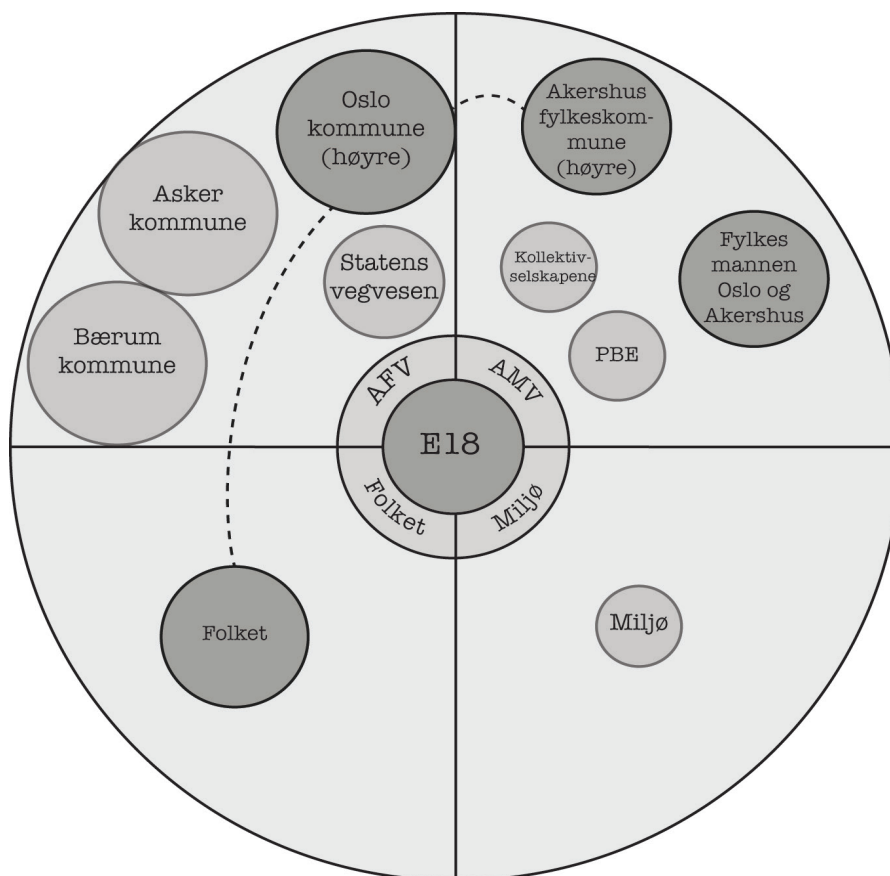 Oslo
kommune
(høyre)
Akershus
fylkeskom-
mune
(høyre)
Asker
kommune
Statens
vegvesen
Kollektiv-
selskapene
Fylkes
mannen
Oslo og
Akershus
Bærum
kommune
PBE
AFV
AMV
E18
Folket
Miljø
Folket
Miljø